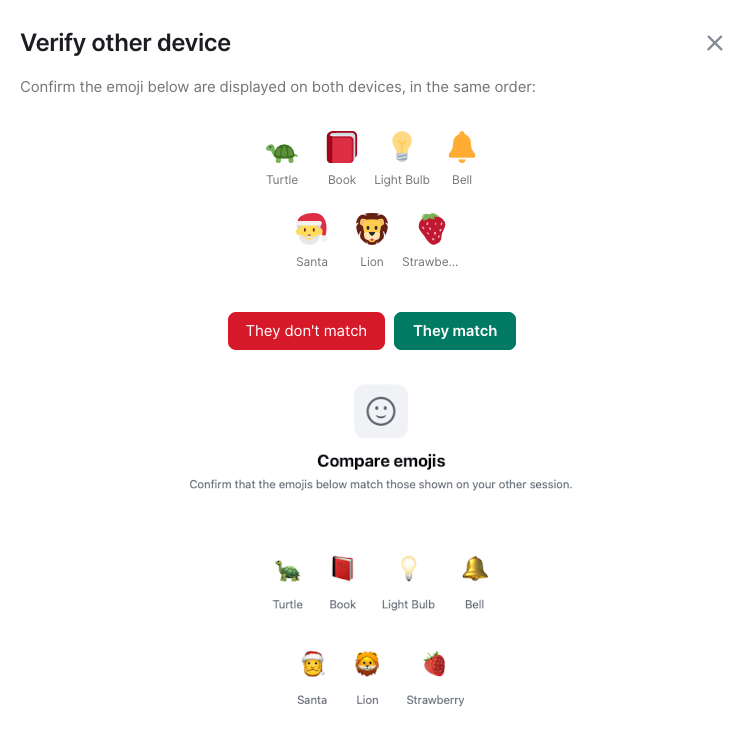 Verify other device
Confirm the emoji below are displayed on both devices, in the same order:
Turtle Book Light Bulb Bell
Santa Lion Strawbe...
They don't match They match
Compare emojis
Confirm that the emojis below match those shown on your other session.
Turtle Book Light Bulb Bell
Santa Lion Strawberry